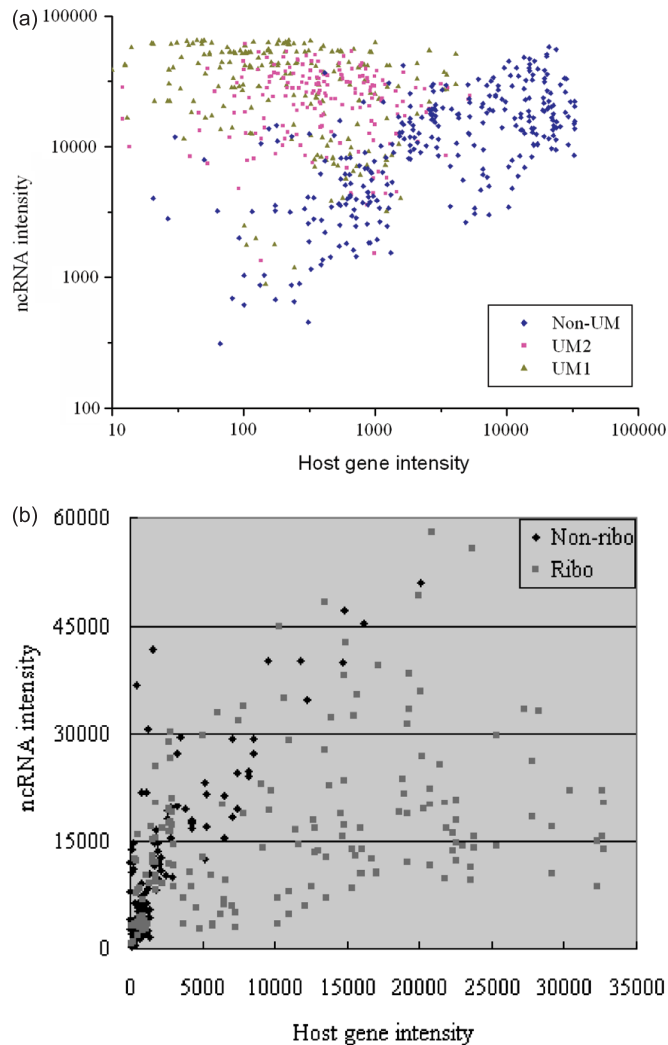 (a)
100000
10000
1000
100
ncRNA intensity
Non-UM
UM2
UM1
10
100
1000
10000
100000
Host gene intensity
(b)
60000
45000
30000
15000
0
ncRNA intensity
Non-ribo
Ribo
0
5000
10000
15000
20000
25000
30000
35000
Host gene intensity